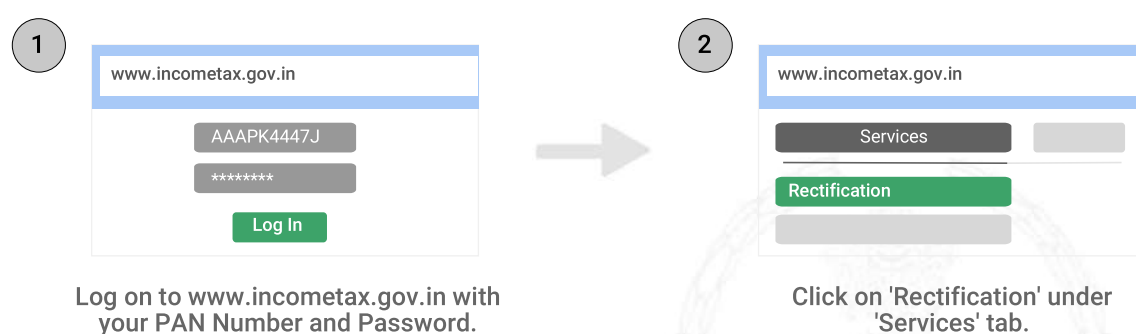 1
www.incometax.gov.in
AAAPK4447J
********
Log In
Log on to www.incometax.gov.in with
your PAN Number and Password.
2
www.incometax.gov.in
Services
Rectification
Click on 'Rectification' under
'Services' tab.